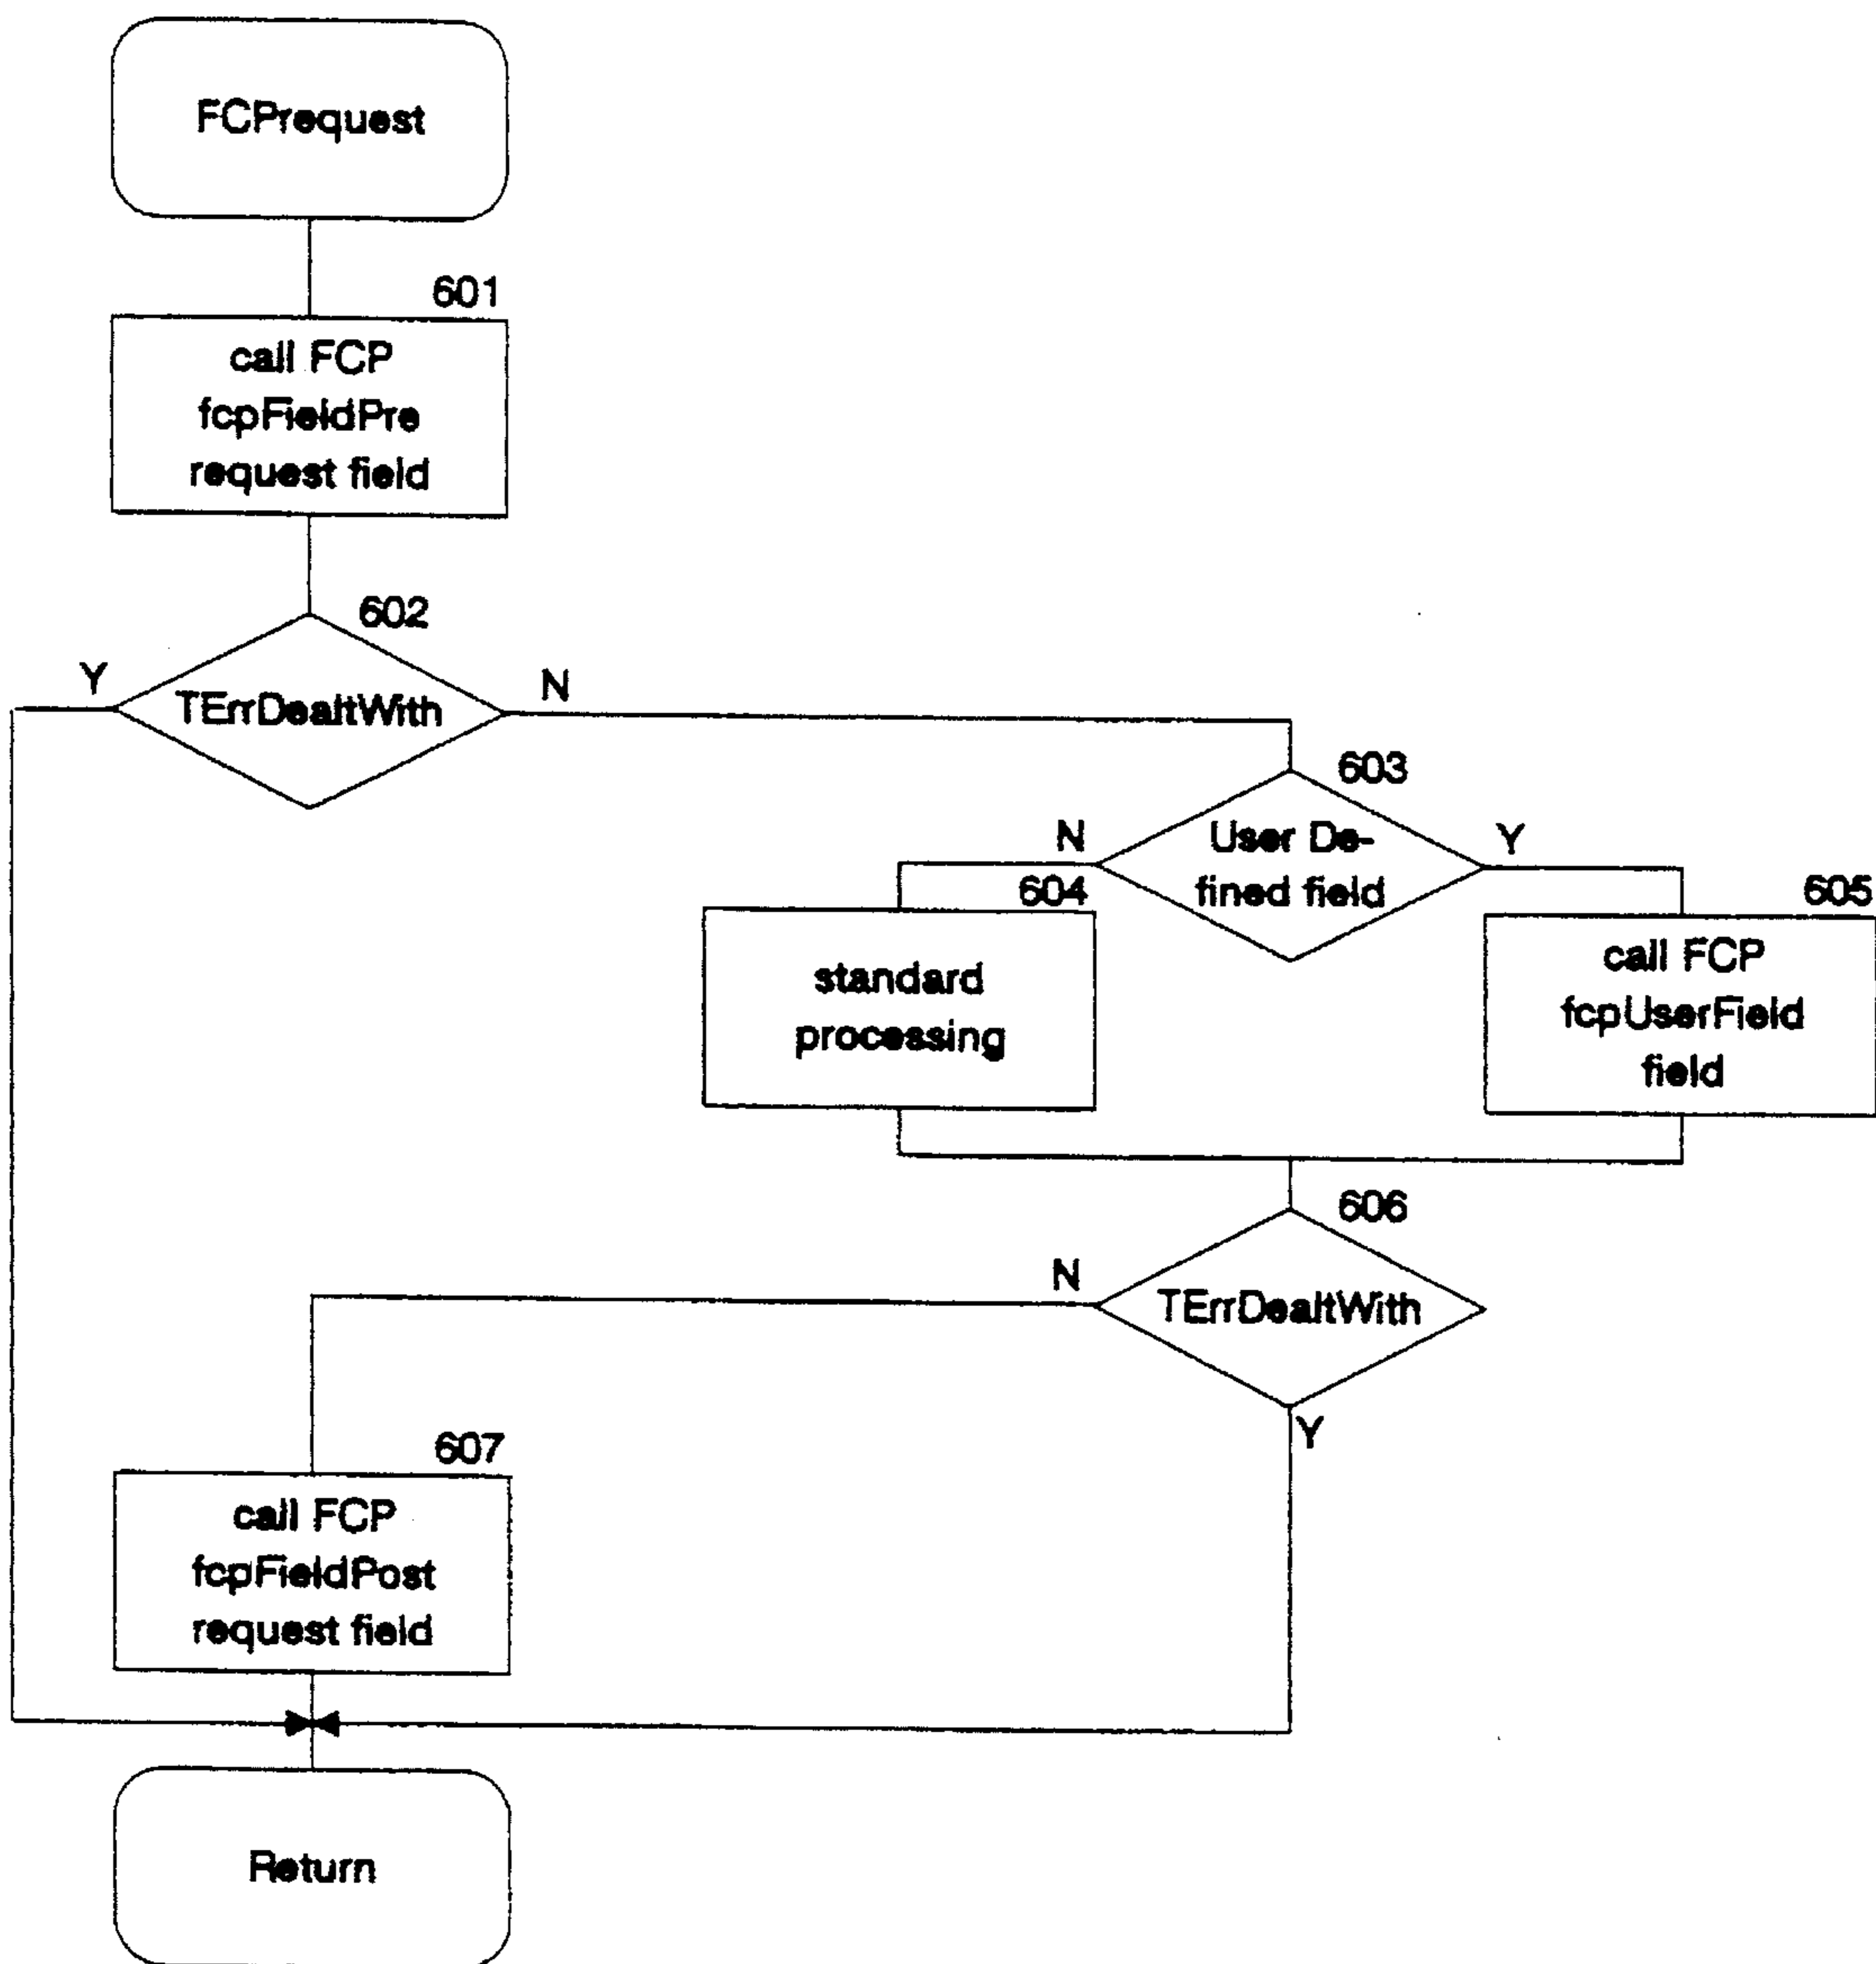 FCPrequest
601
call FCP
fcpFieldPre
request field
602
Y
TErrDealtWith
N
603
N
User De-
fined field
Y
604
standard
processing
605
call FCP
fcpUserField
field
606
N
TErrDealtWith
Y
607
call FCP
fcpFieldPost
request field
Return